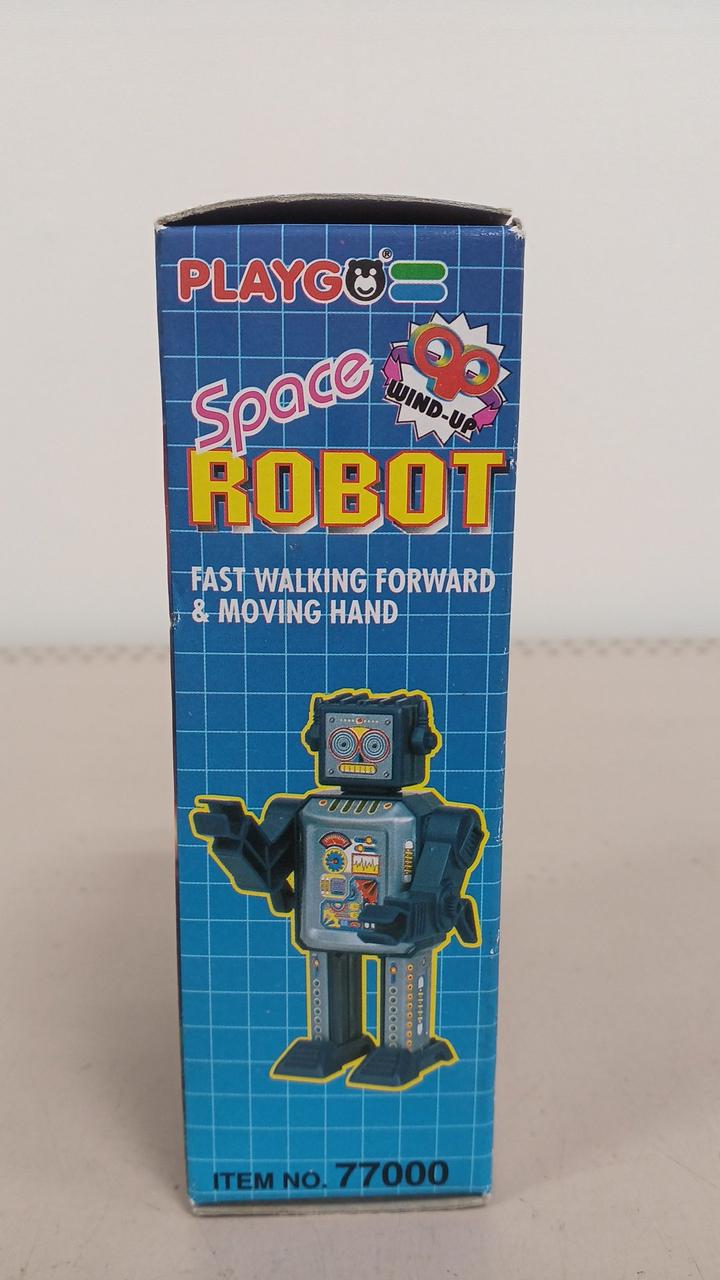 PLAYGO®
Space
WIND-UP
ROBOT
FAST WALKING FORWARD
& MOVING HAND
ITEM NO. 77000